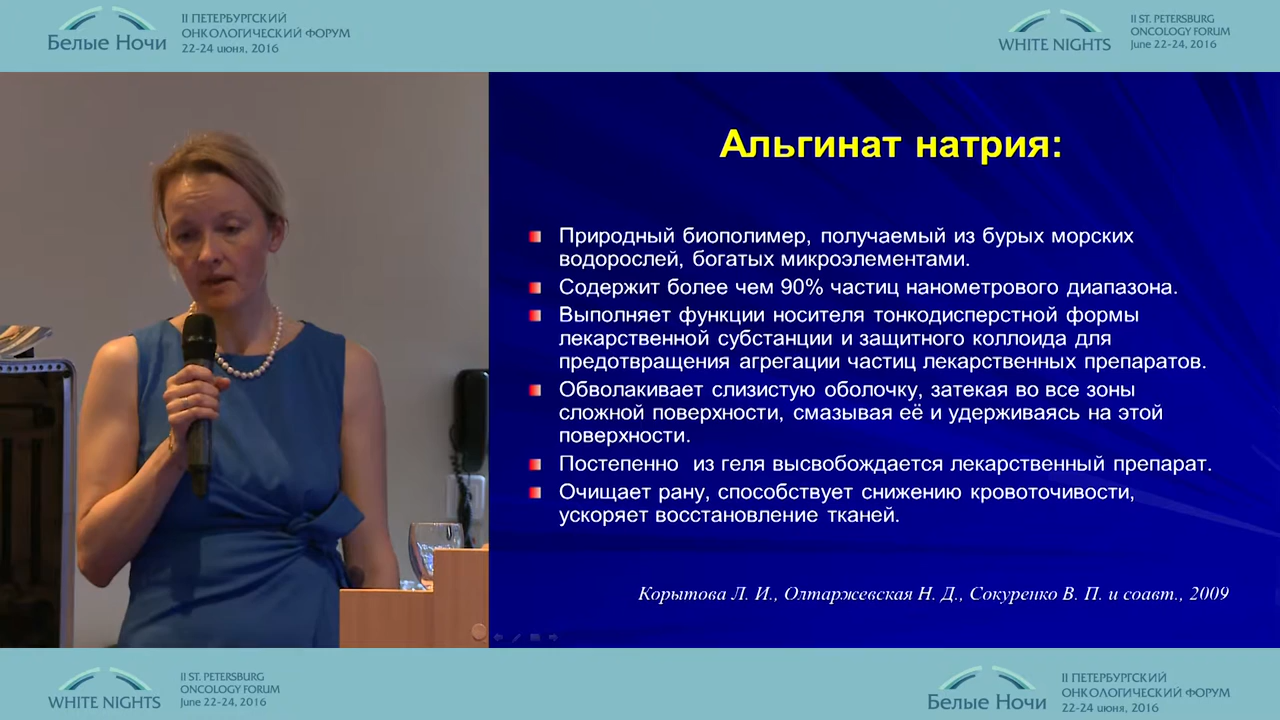 Белые Ночи
II ПЕТЕРБУРГСКИЙ
ОНКОЛОГИЧЕСКИЙ ФОРУМ
22-24 июня, 2016
WHITE NIGHTS
II ST. PETERSBURG
ONCOLOGY FORUM
June 22-24, 2016
Альгинат натрия:
Природный биополимер, получаемый из бурых морских
водорослей, богатых микроэлементами.
Содержит более чем 90% частиц нанометрового диапазона.
Выполняет функции носителя тонкодисперстной формы
лекарственной субстанции и защитного коллоида для
предотвращения агрегации частиц лекарственных препаратов.
Обволакивает слизистую оболочку, затекая во все зоны
сложной поверхности, смазывая её и удерживаясь на этой
поверхности.
Постепенно из геля высвобождается лекарственный препарат.
Очищает рану, способствует снижению кровоточивости,
ускоряет восстановление тканей.
Корытова Л. И., Олтаржевская Н. Д., Сокуренко В. П. и соавт., 2009
WHITE NIGHTS
II ST. PETERSBURG
ONCOLOGY FORUM
June 22-24, 2016
Белые Ночи
II ПЕТЕРБУРГСКИЙ
ОНКОЛОГИЧЕСКИЙ ФОРУМ
22-24 июня, 2016